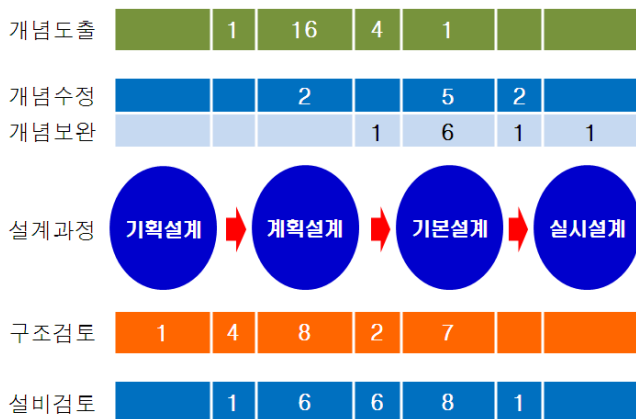 개념도출 1 16 4 1
개념수정 2 5 2
개념보완 1 6 1 1
설계과정 기획설계 계획설계 기본설계 실시설계
구조검토 1 4 8 2 7
설비검토 1 6 6 8 1